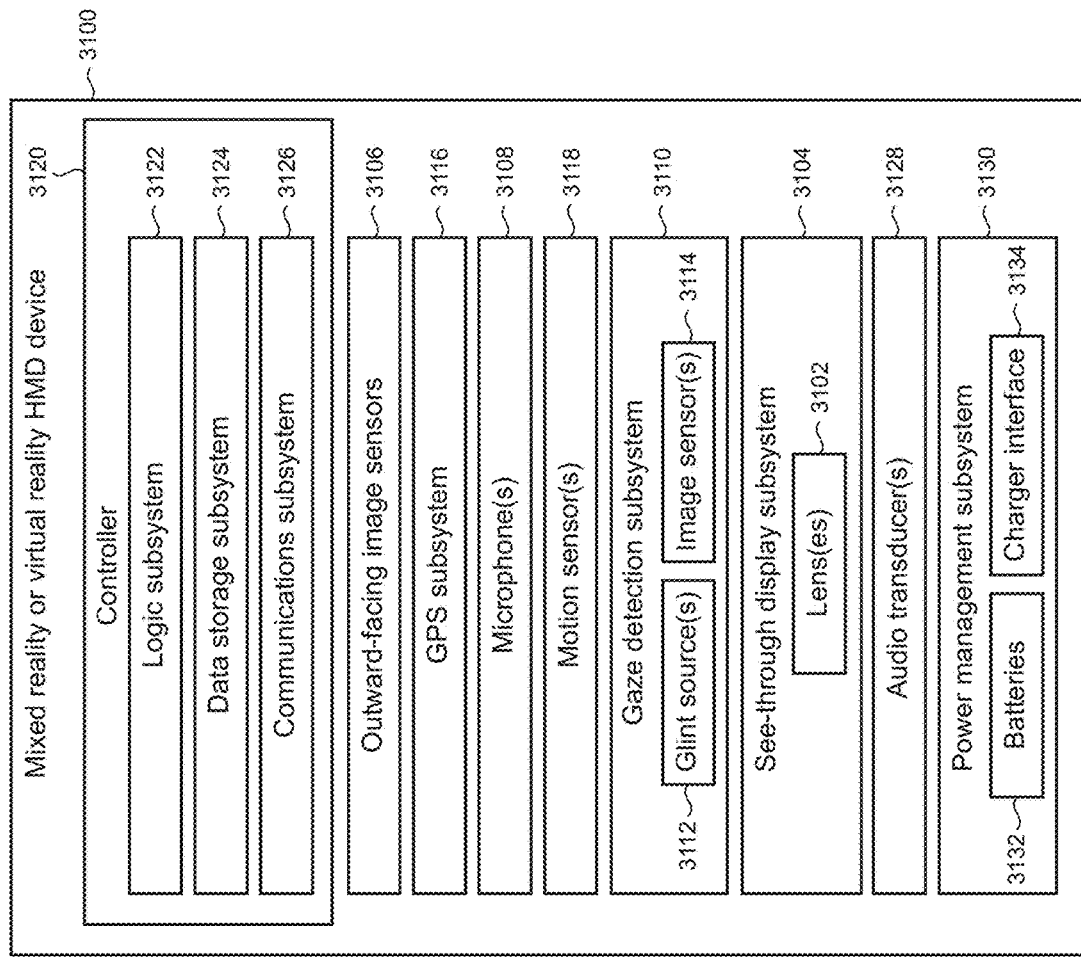 Mixed reality or virtual reality HMD device
3120
3100
Controller
Logic subsystem
3122
Data storage subsystem
3124
Communications subsystem
3126
Outward-facing image sensors
3106
GPS subsystem
3116
Microphone(s)
3108
Motion sensor(s)
3118
Gaze detection subsystem
3110
3112
Glint source(s)
Image sensor(s)
3114
See-through display subsystem
3104
Lens(es)
3102
Audio transducer(s)
3128
Power management subsystem
3130
3132
Batteries
Charger interface
3134